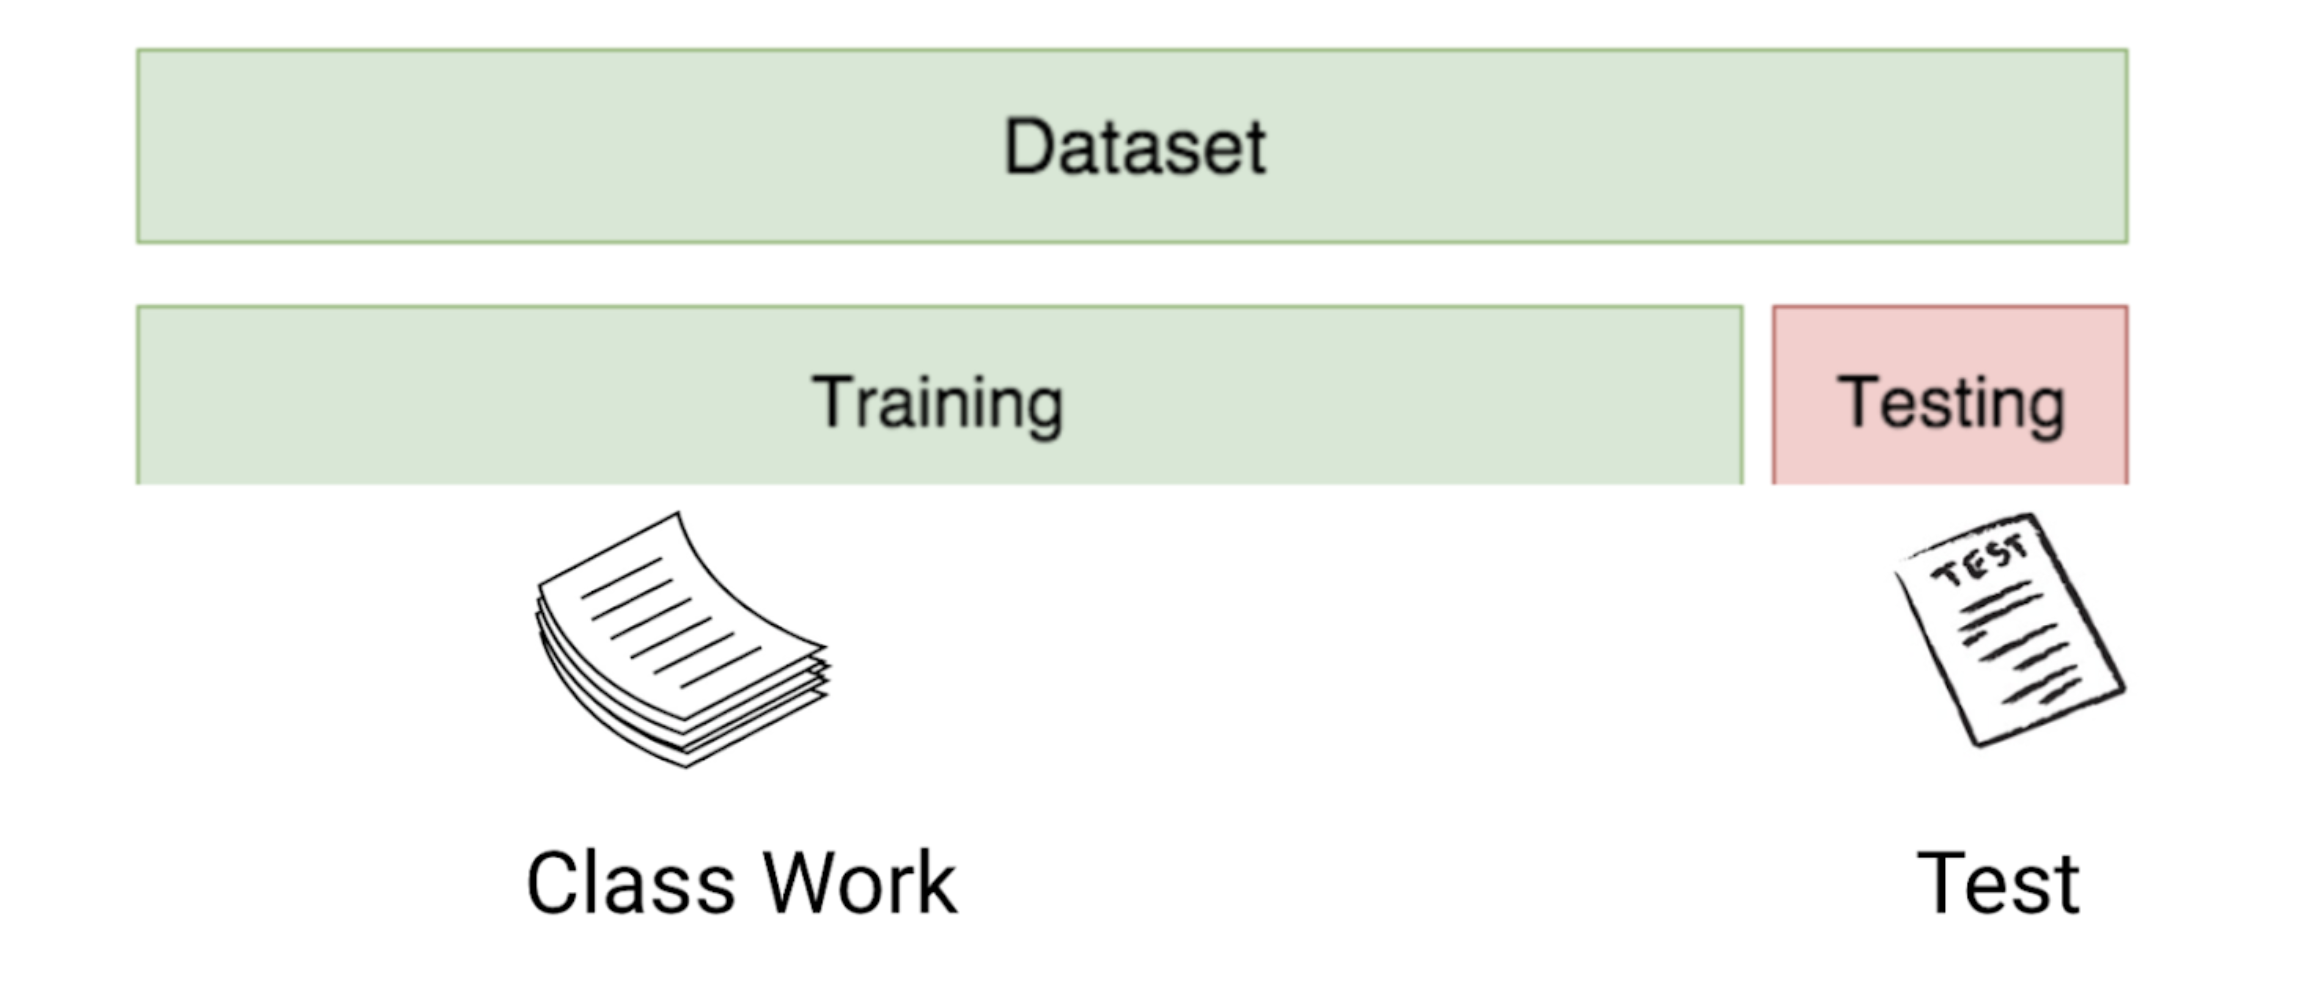 Dataset
Training
Testing
TEST
Class Work
Test